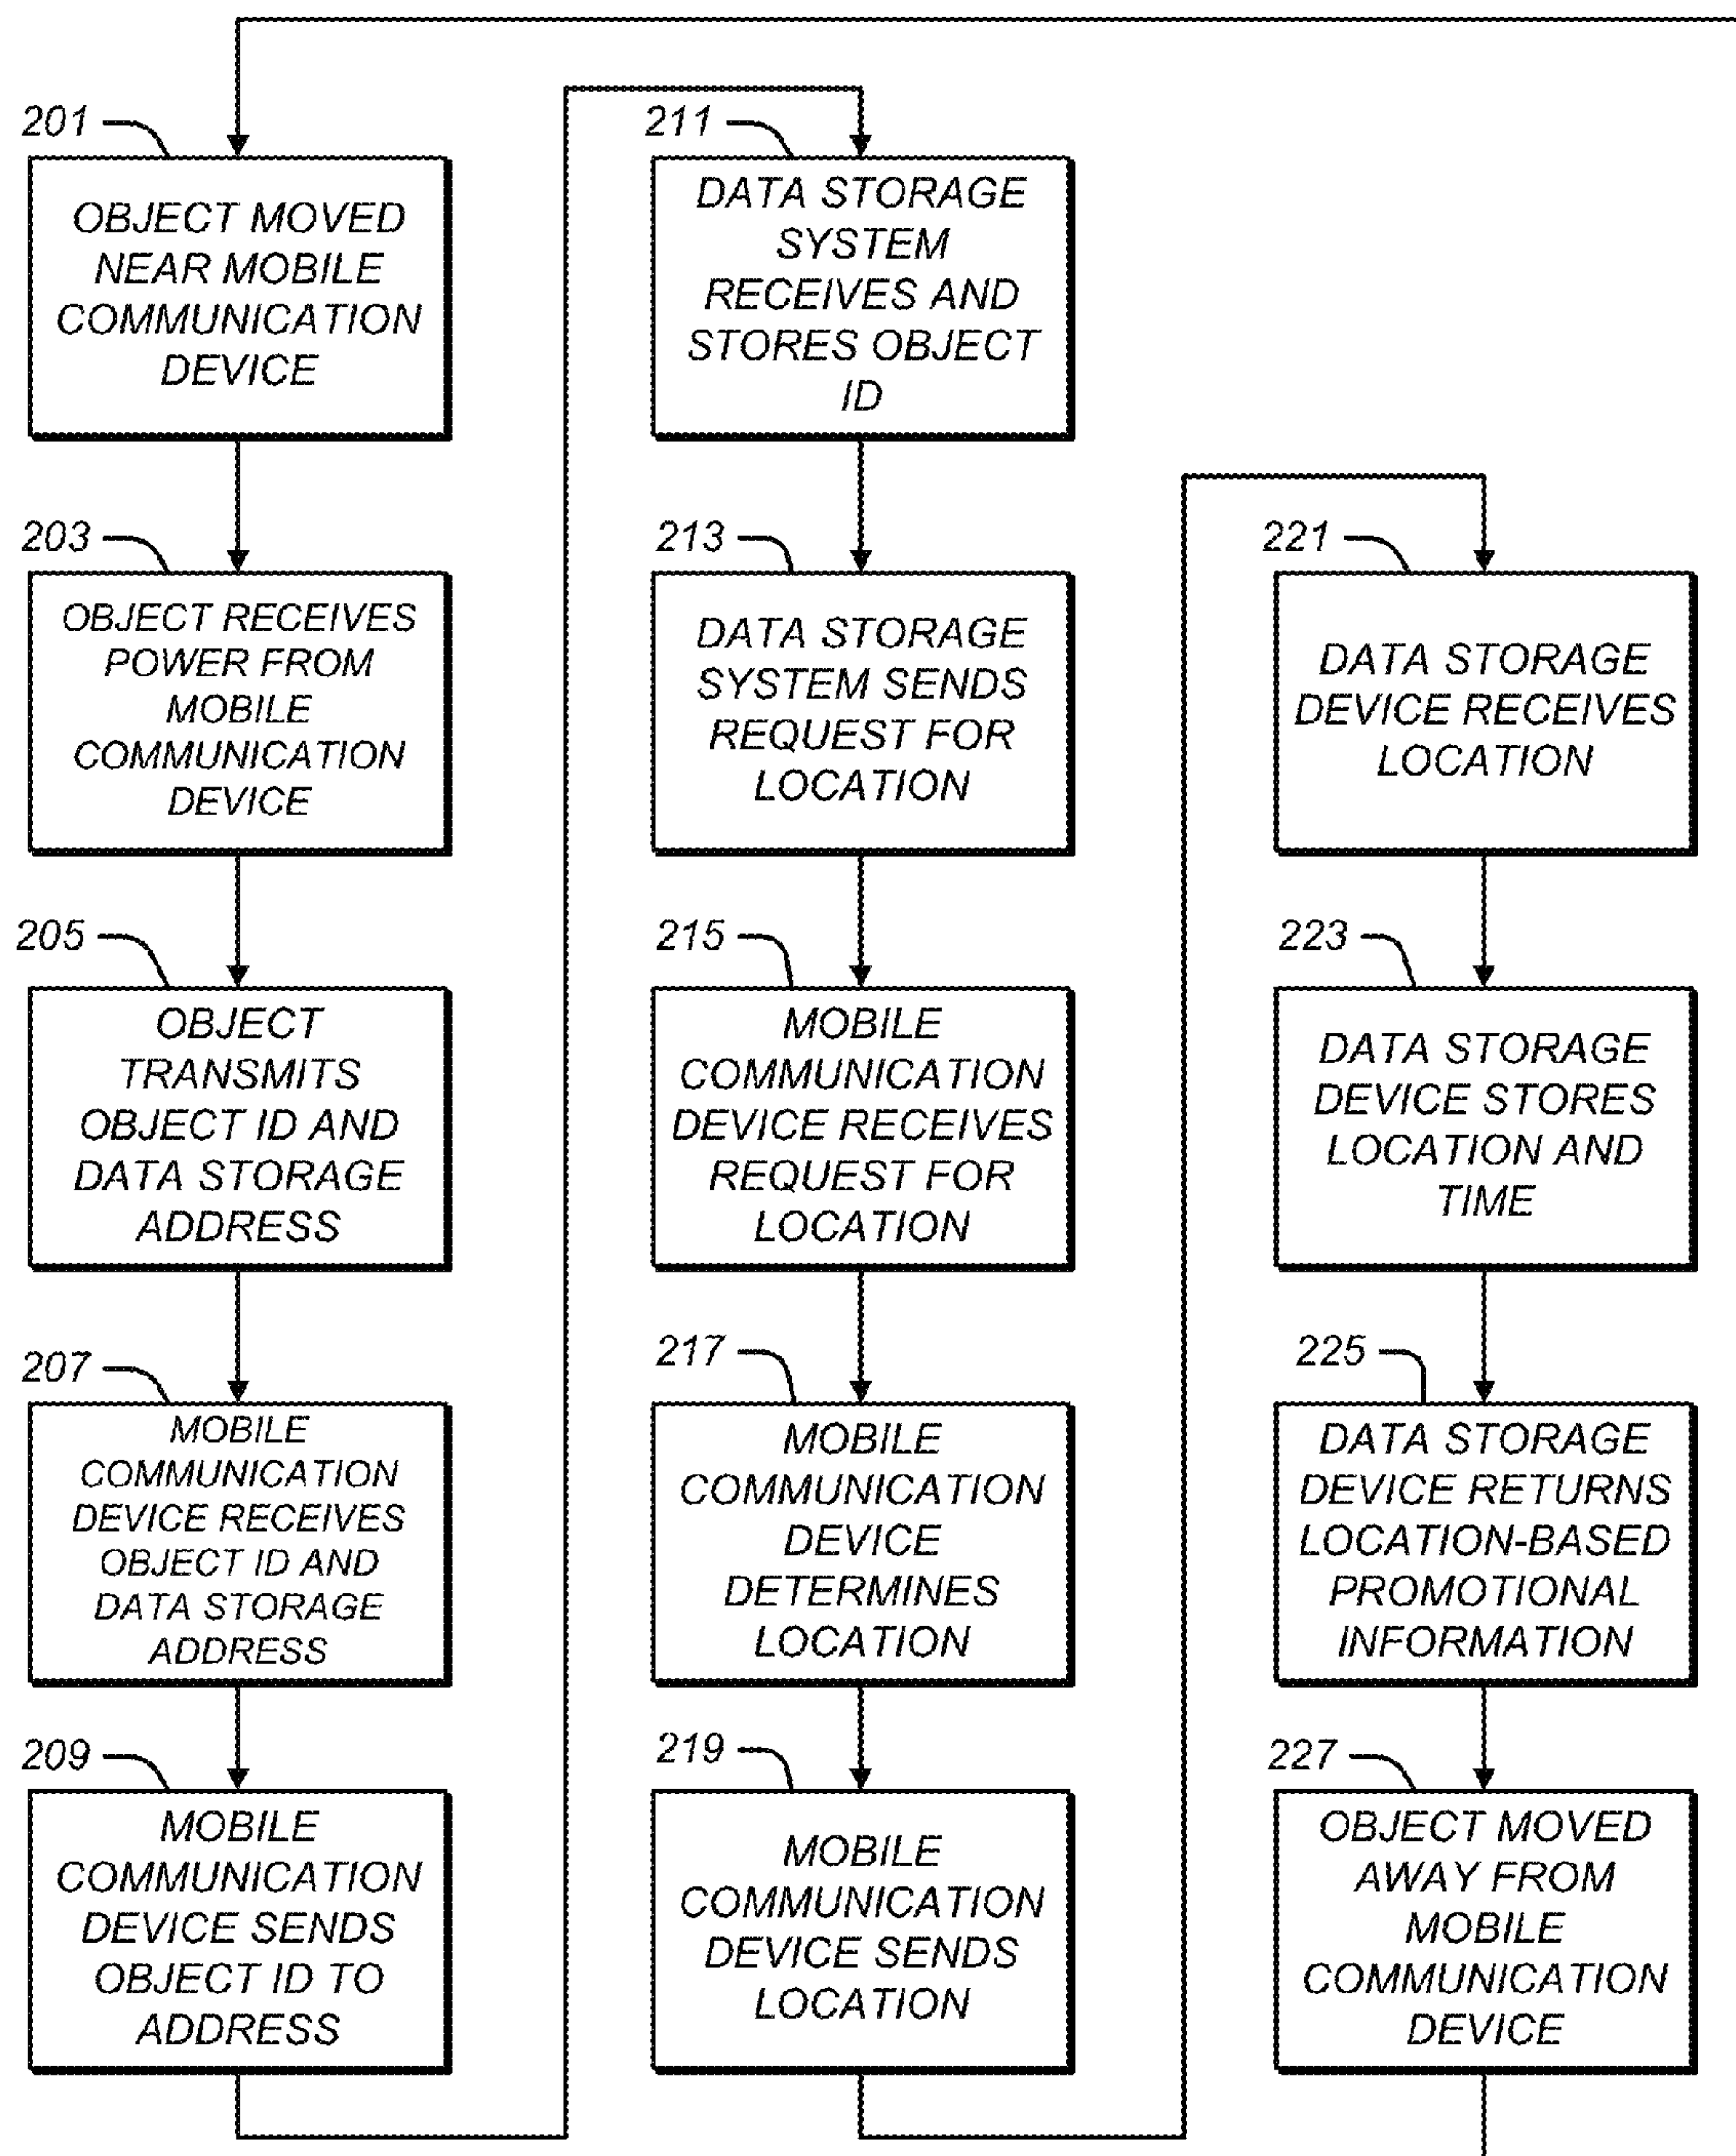 201
OBJECT MOVED
NEAR MOBILE
COMMUNICATION
DEVICE
203
OBJECT RECEIVES
POWER FROM
MOBILE
COMMUNICATION
DEVICE
205
OBJECT
TRANSMITS
OBJECT ID AND
DATA STORAGE
ADDRESS
207
MOBILE
COMMUNICATION
DEVICE RECEIVES
OBJECT ID AND
DATA STORAGE
ADDRESS
209
MOBILE
COMMUNICATION
DEVICE SENDS
OBJECT ID TO
ADDRESS
211
DATA STORAGE
SYSTEM
RECEIVES AND
STORES OBJECT
ID
213
DATA STORAGE
SYSTEM SENDS
REQUEST FOR
LOCATION
215
MOBILE
COMMUNICATION
DEVICE RECEIVES
REQUEST FOR
LOCATION
217
MOBILE
COMMUNICATION
DEVICE
DETERMINES
LOCATION
219
MOBILE
COMMUNICATION
DEVICE SENDS
LOCATION
221
DATA STORAGE
DEVICE RECEIVES
LOCATION
223
DATA STORAGE
DEVICE STORES
LOCATION AND
TIME
225
DATA STORAGE
DEVICE RETURNS
LOCATION-BASED
PROMOTIONAL
INFORMATION
227
OBJECT MOVED
AWAY FROM
MOBILE
COMMUNICATION
DEVICE